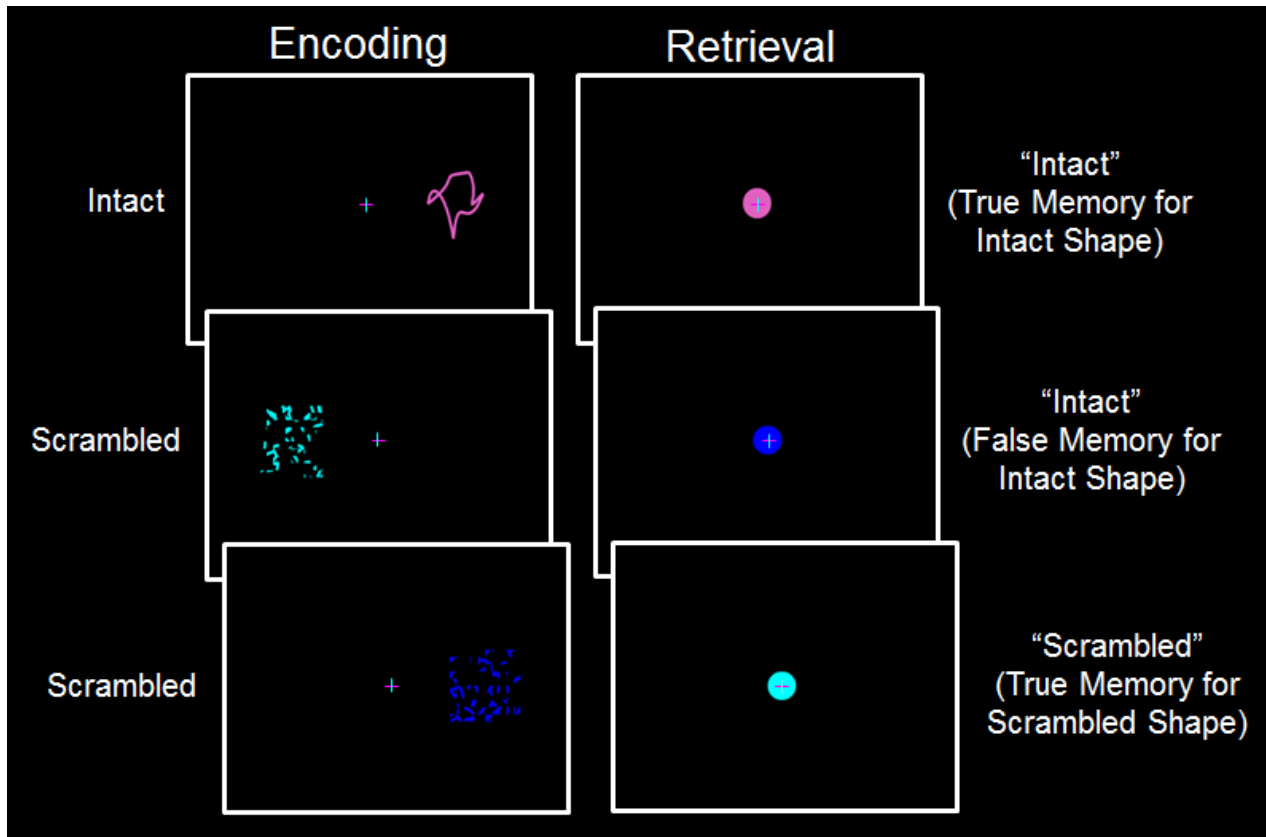 Encoding
Retrieval
Intact
“Intact”
(True Memory for
Intact Shape)
Scrambled
“Intact”
(False Memory for
Intact Shape)
Scrambled
“Scrambled”
(True Memory for
Scrambled Shape)